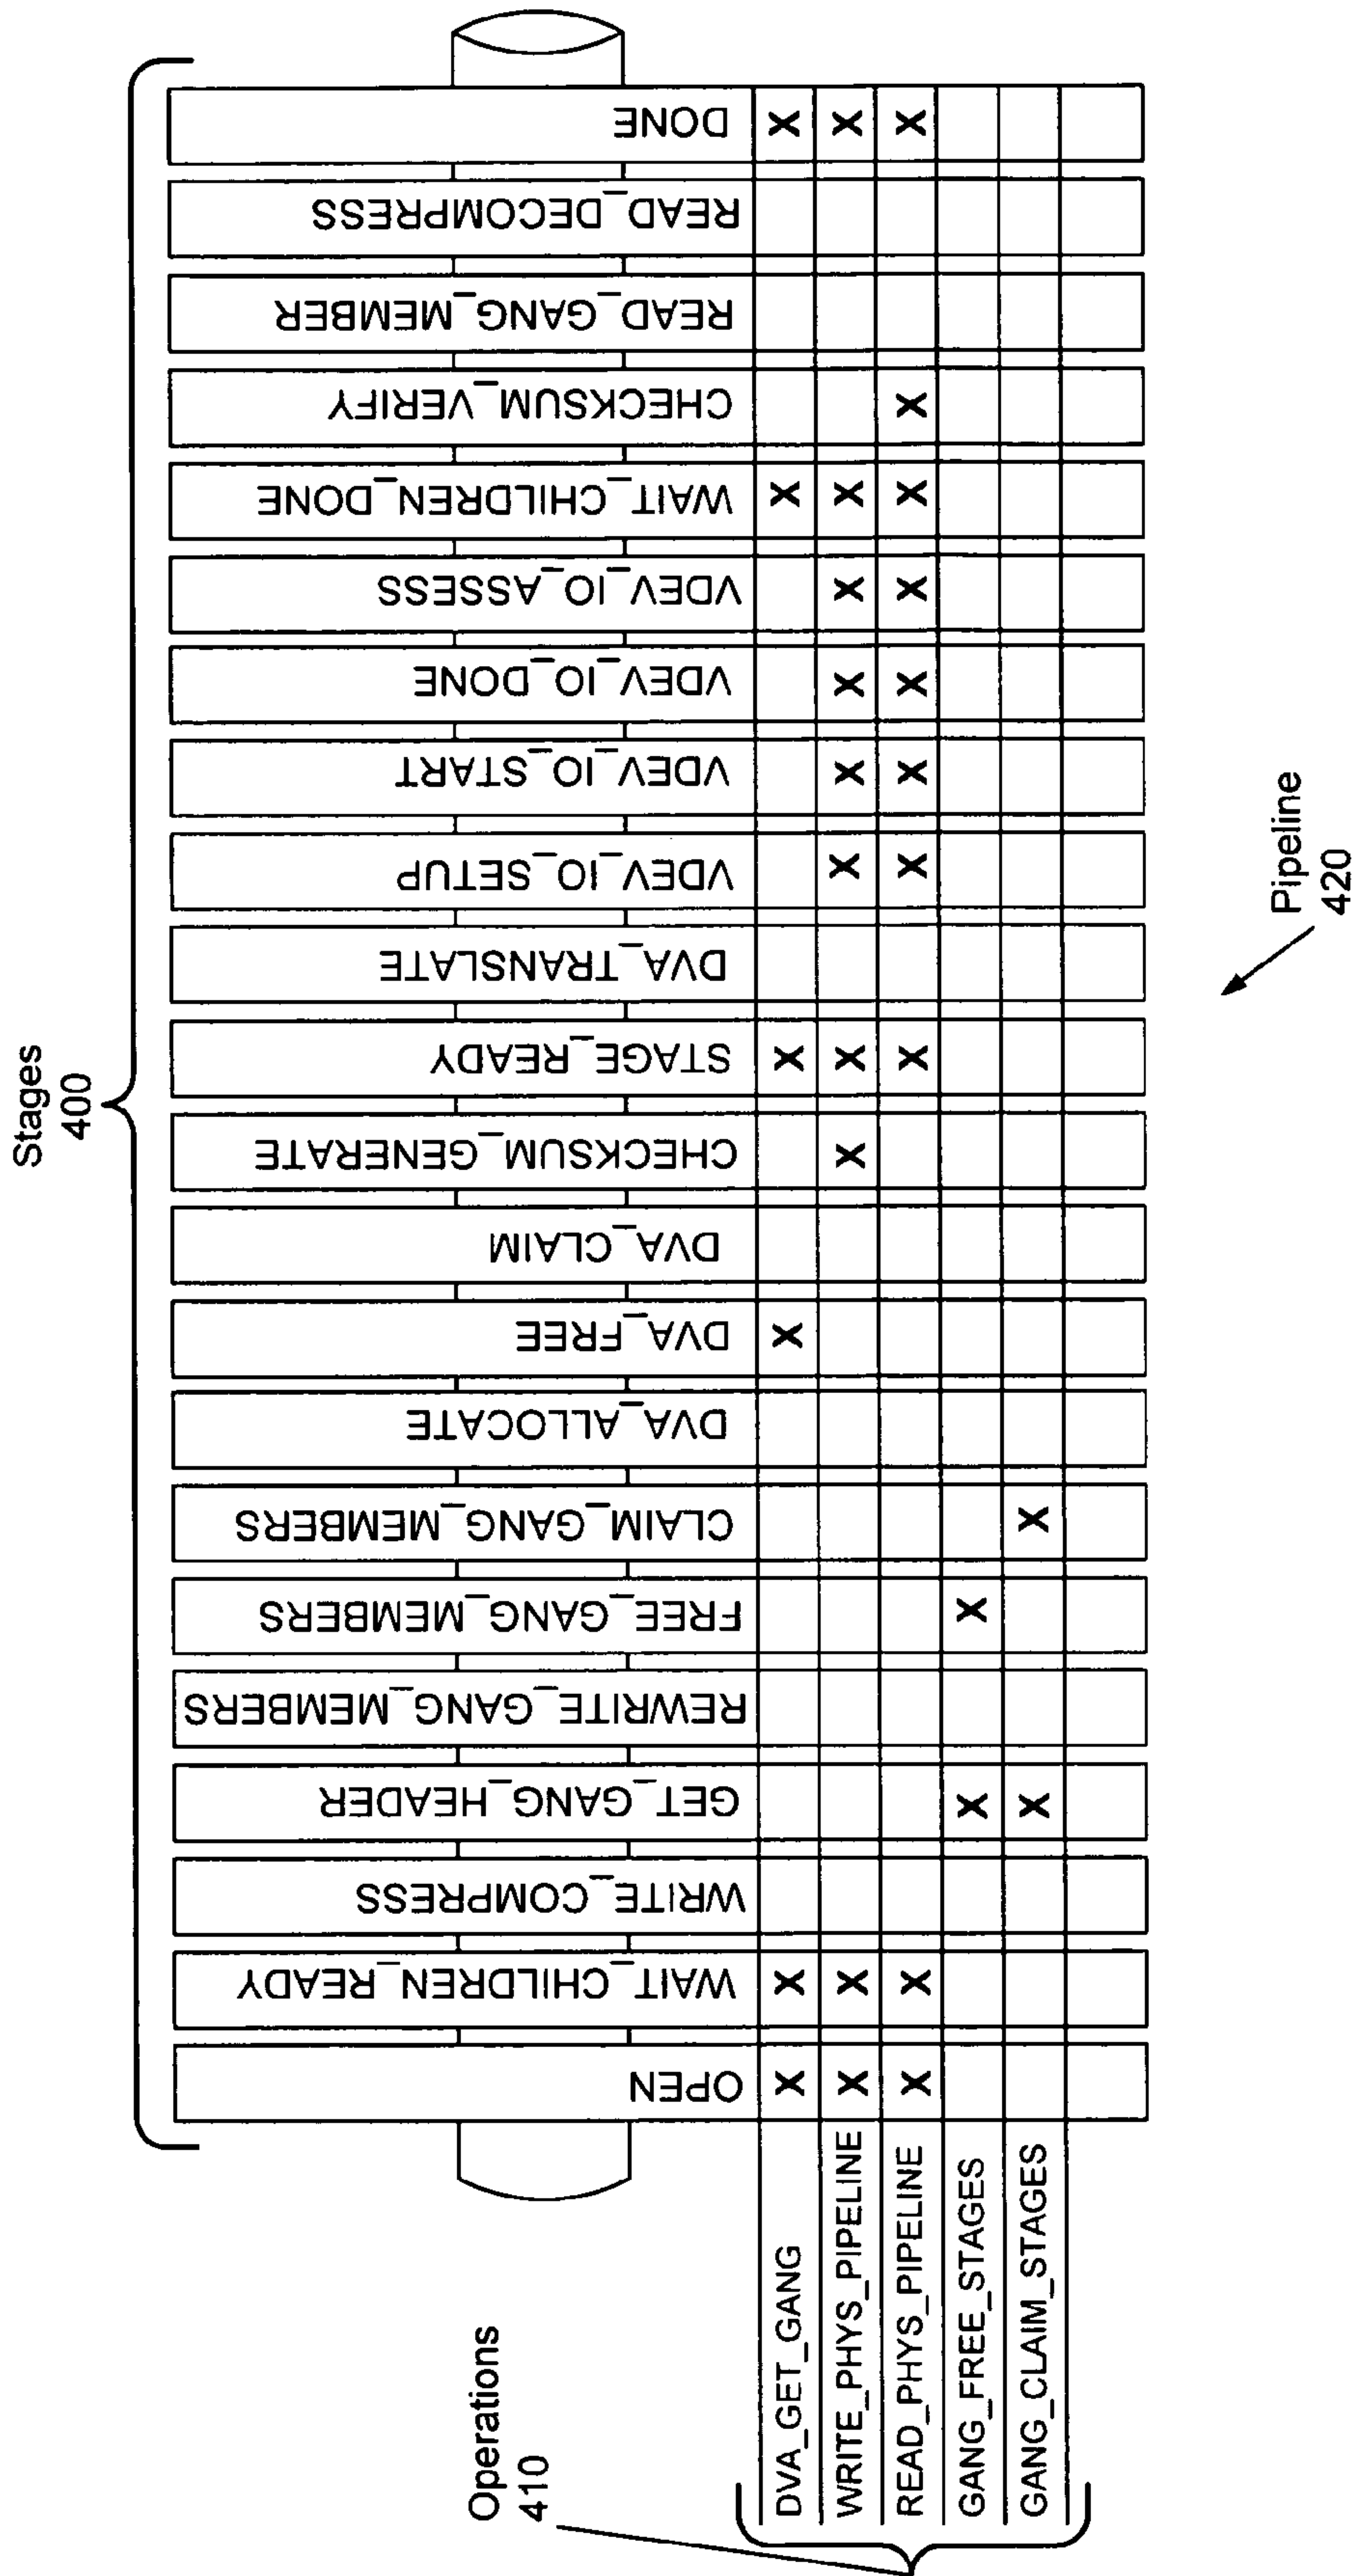 Stages
400
OPEN
WAIT_CHILDREN_READY
WRITE_COMPRESS
GET_GANG_HEADER
REWRITE_GANG_MEMBERS
FREE_GANG_MEMBERS
CLAIM_GANG_MEMBERS
DVA_ALLOCATE
DVA_FREE
DVA_CLAIM
CHECKSUM_GENERATE
STAGE_READY
DVA_TRANSLATE
VDEV_IO_SETUP
VDEV_IO_START
VDEV_IO_DONE
VDEV_IO_ASSESS
WAIT_CHILDREN_DONE
CHECKSUM_VERIFY
READ_GANG_MEMBER
READ_DECOMPRESS
DONE
Operations
410
DVA_GET_GANG X X X X X X
WRITE_PHYS_PIPELINE X X X X X X X X X X
READ_PHYS_PIPELINE X X X X X X X X X X
GANG_FREE_STAGES X X
GANG_CLAIM_STAGES X X
Pipeline
420